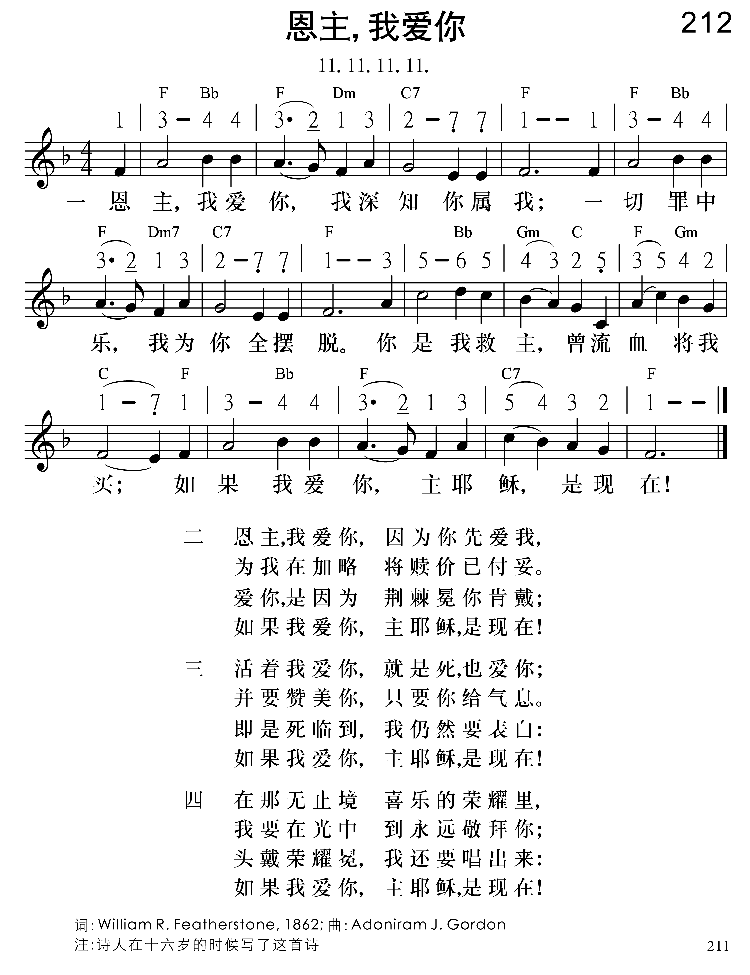 恩主,我爱你 212
11. 11. 11. 11.
F Bb F Dm C7 F F Bb
1 | 3 - 4 4 | 3· 2 1 3 | 2 - 7 7 | 1 - - 1 | 3 - 4 4 |
一 恩 主, 我 爱 你, 我 深 知 你 属 我; 一 切 罪 中
F Dm7 C7 F Bb Gm C F Gm
3· 2 1 3 | 2 - 7 7 | 1 - - 3 | 5 - 6 5 | 4 3 2 5 | 3 5 4 2 |
乐, 我 为 你 全 摆 脱。 你 是 我 救 主, 曾 流 血 将 我
C F Bb F C7 F
1 - 7 1 | 3 - 4 4 | 3· 2 1 3 | 5 4 3 2 | 1 - - ‖
买; 如 果 我 爱 你, 主 耶 稣, 是 现 在!
二 恩主,我爱你, 因为你先爱我,
为我在加略 将赎价已付妥。
爱你,是因为 荆棘冕你肯戴;
如果我爱你, 主耶稣,是现在!
三 活着我爱你, 就是死,也爱你;
并要赞美你, 只要你给气息。
即是死临到, 我仍然要表白:
如果我爱你, 主耶稣,是现在!
四 在那无止境 喜乐的荣耀里,
我要在光中 到永远敬拜你;
头戴荣耀冕, 我还要唱出来:
如果我爱你, 主耶稣,是现在!
词: William R. Featherstone, 1862; 曲: Adoniram J. Gordon
注:诗人在十六岁的时候写了这首诗 211